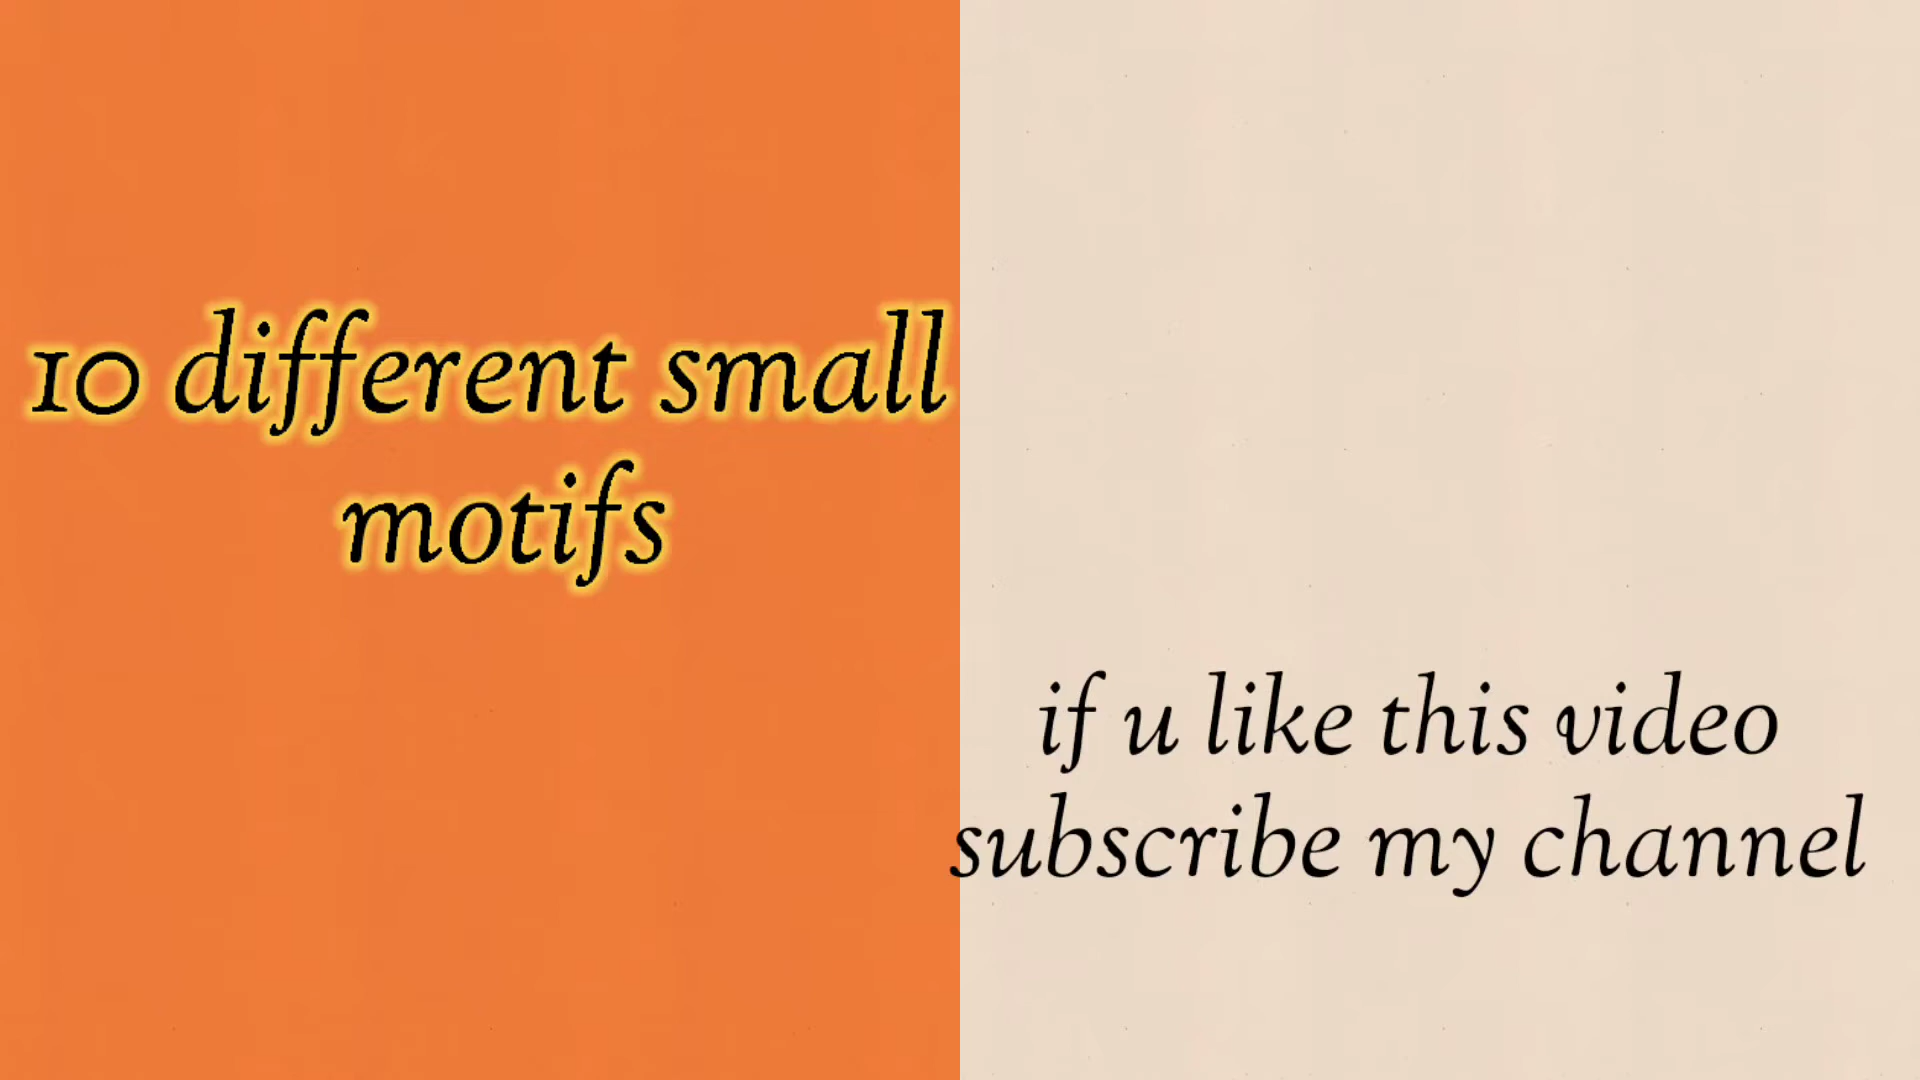 10 different small
motifs
if u like this video
subscribe my channel